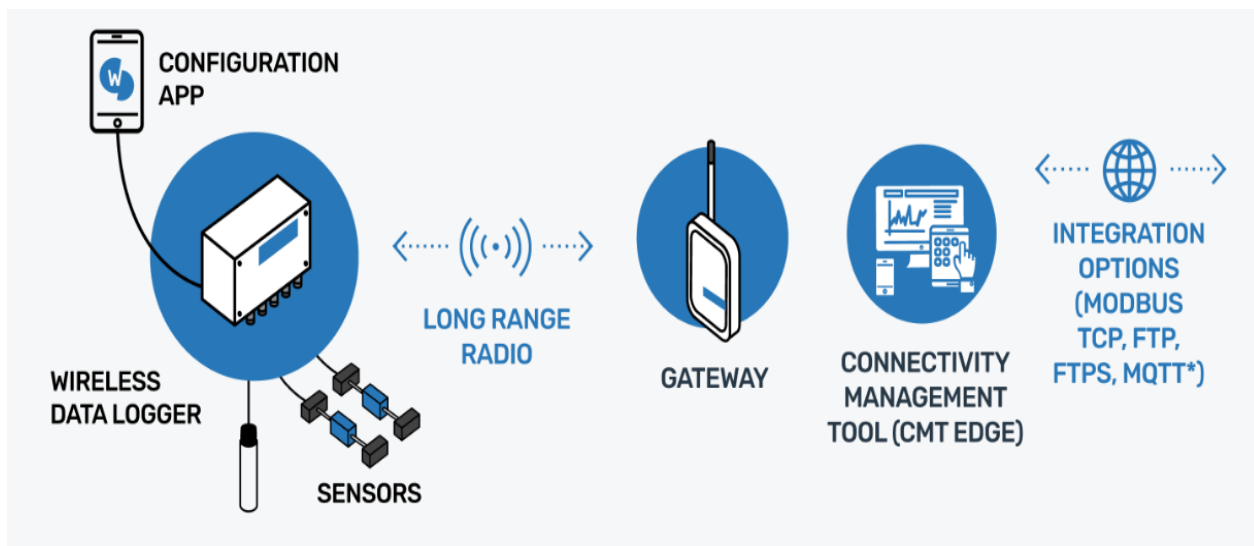 CONFIGURATION
APP
W
WIRELESS
DATA LOGGER
SENSORS
LONG RANGE
RADIO
GATEWAY
CONNECTIVITY
MANAGEMENT
TOOL (CMT EDGE)
INTEGRATION
OPTIONS
(MODBUS
TCP, FTP,
FTPS, MQTT*)